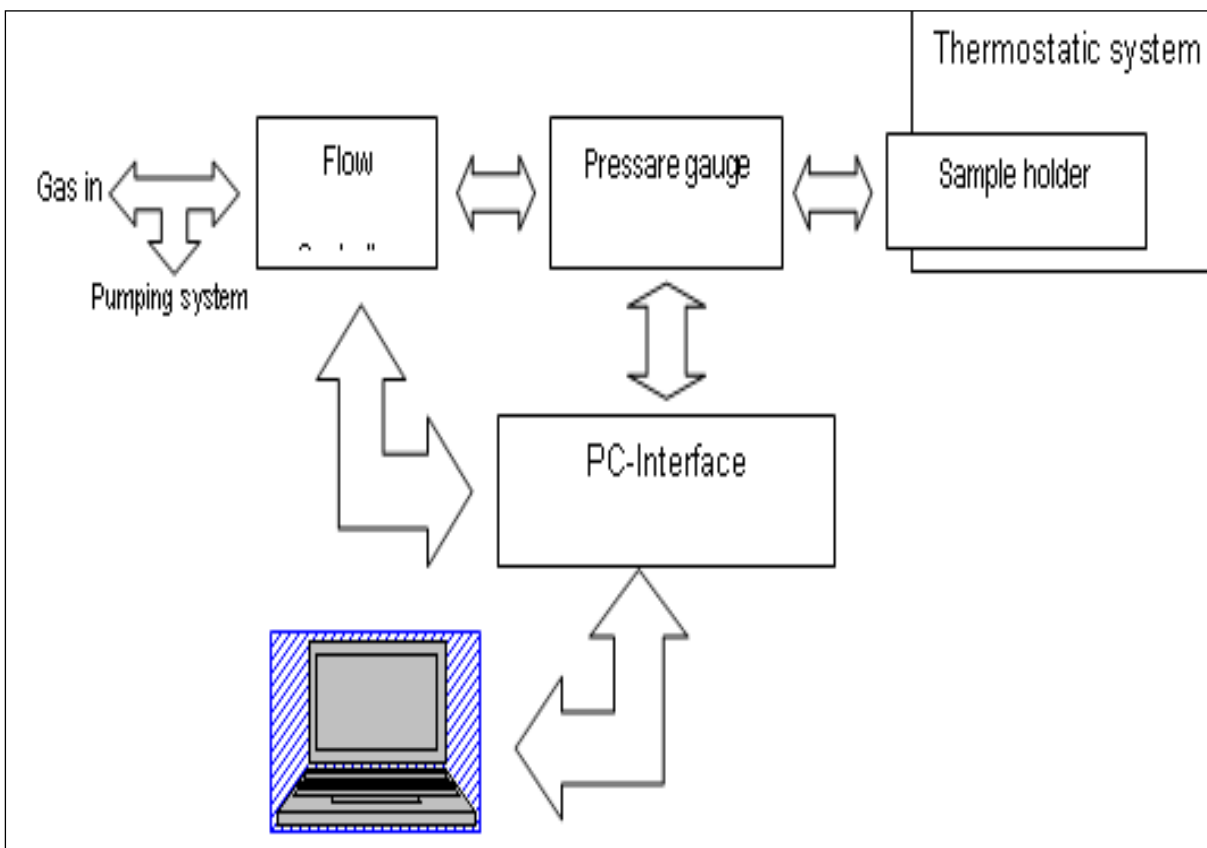 Thermostatic system
Flow
Pressare gauge
Sample holder
Gas in
Pumping system
PC-Interface